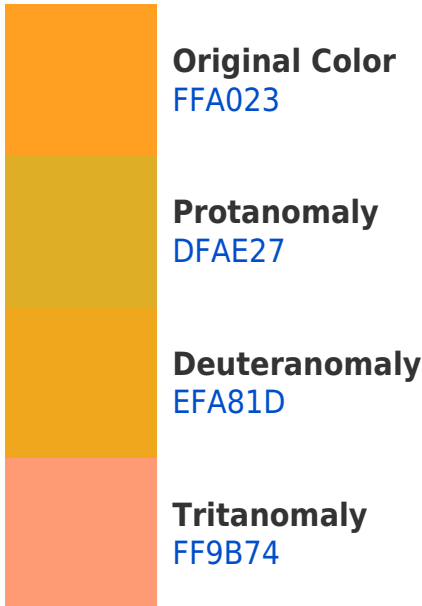 Original Color
FFA023
Protanomaly
DFAE27
Deuteranomaly
EFA81D
Tritanomaly
FF9B74